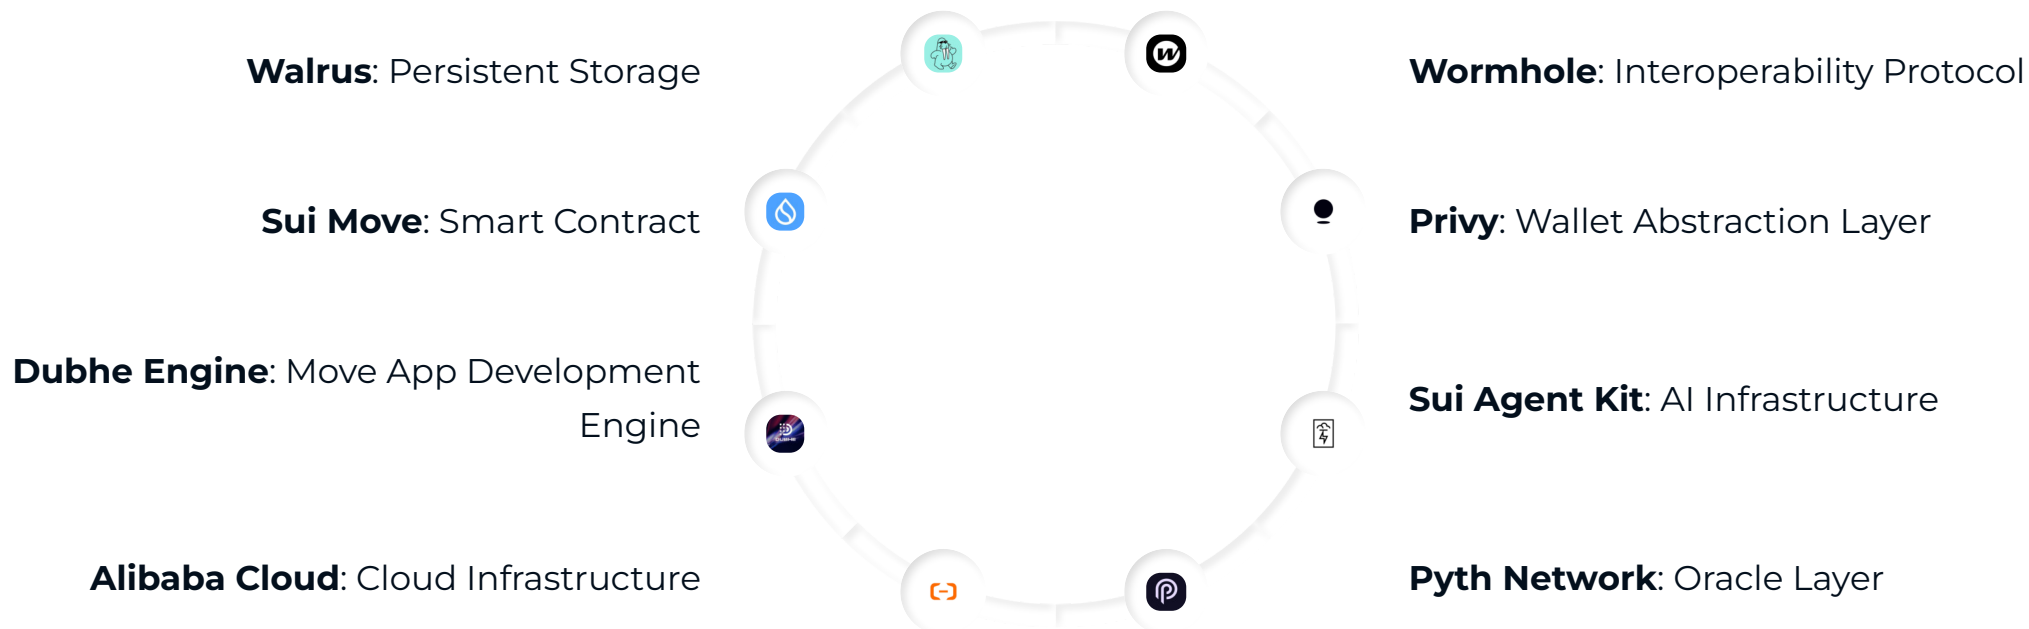 Walrus: Persistent Storage
Sui Move: Smart Contract
Dubhe Engine: Move App Development
Engine
Alibaba Cloud: Cloud Infrastructure
Wormhole: Interoperability Protocol
Privy: Wallet Abstraction Layer
Sui Agent Kit: AI Infrastructure
Pyth Network: Oracle Layer
DUBHE